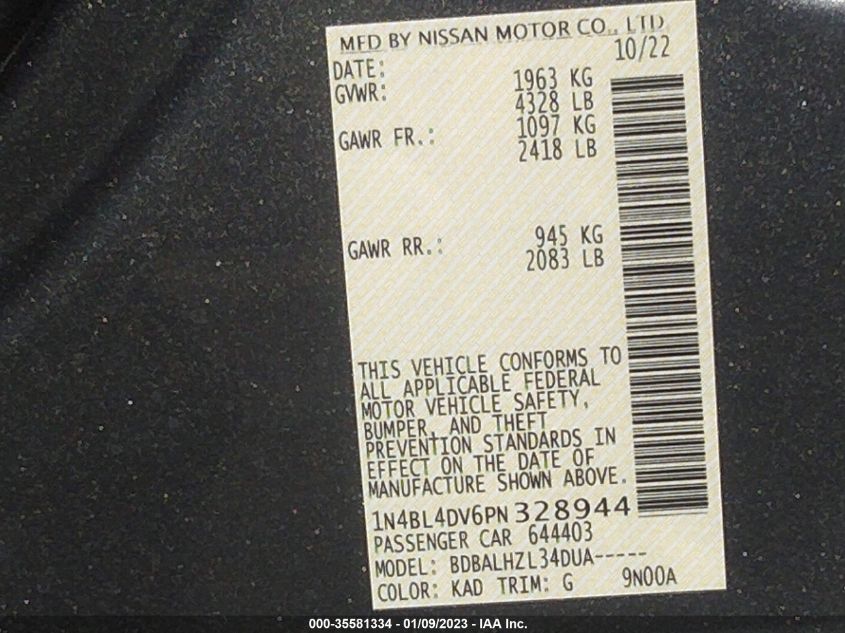 MFD BY NISSAN MOTOR CO., LTD
DATE: 10/22
GVWR: 1963 KG
4328 LB
GAWR FR.: 1097 KG
2418 LB
GAWR RR.: 945 KG
2083 LB
THIS VEHICLE CONFORMS TO
ALL APPLICABLE FEDERAL
MOTOR VEHICLE SAFETY,
BUMPER, AND THEFT
PREVENTION STANDARDS IN
EFFECT ON THE DATE OF
MANUFACTURE SHOWN ABOVE.
1N4BL4DV6PN328944
PASSENGER CAR 644403
MODEL: BDBALHZL34DUA-----
COLOR: KAD TRIM: G 9N00A
000-35581334 - 01/09/2023 - IAA Inc.